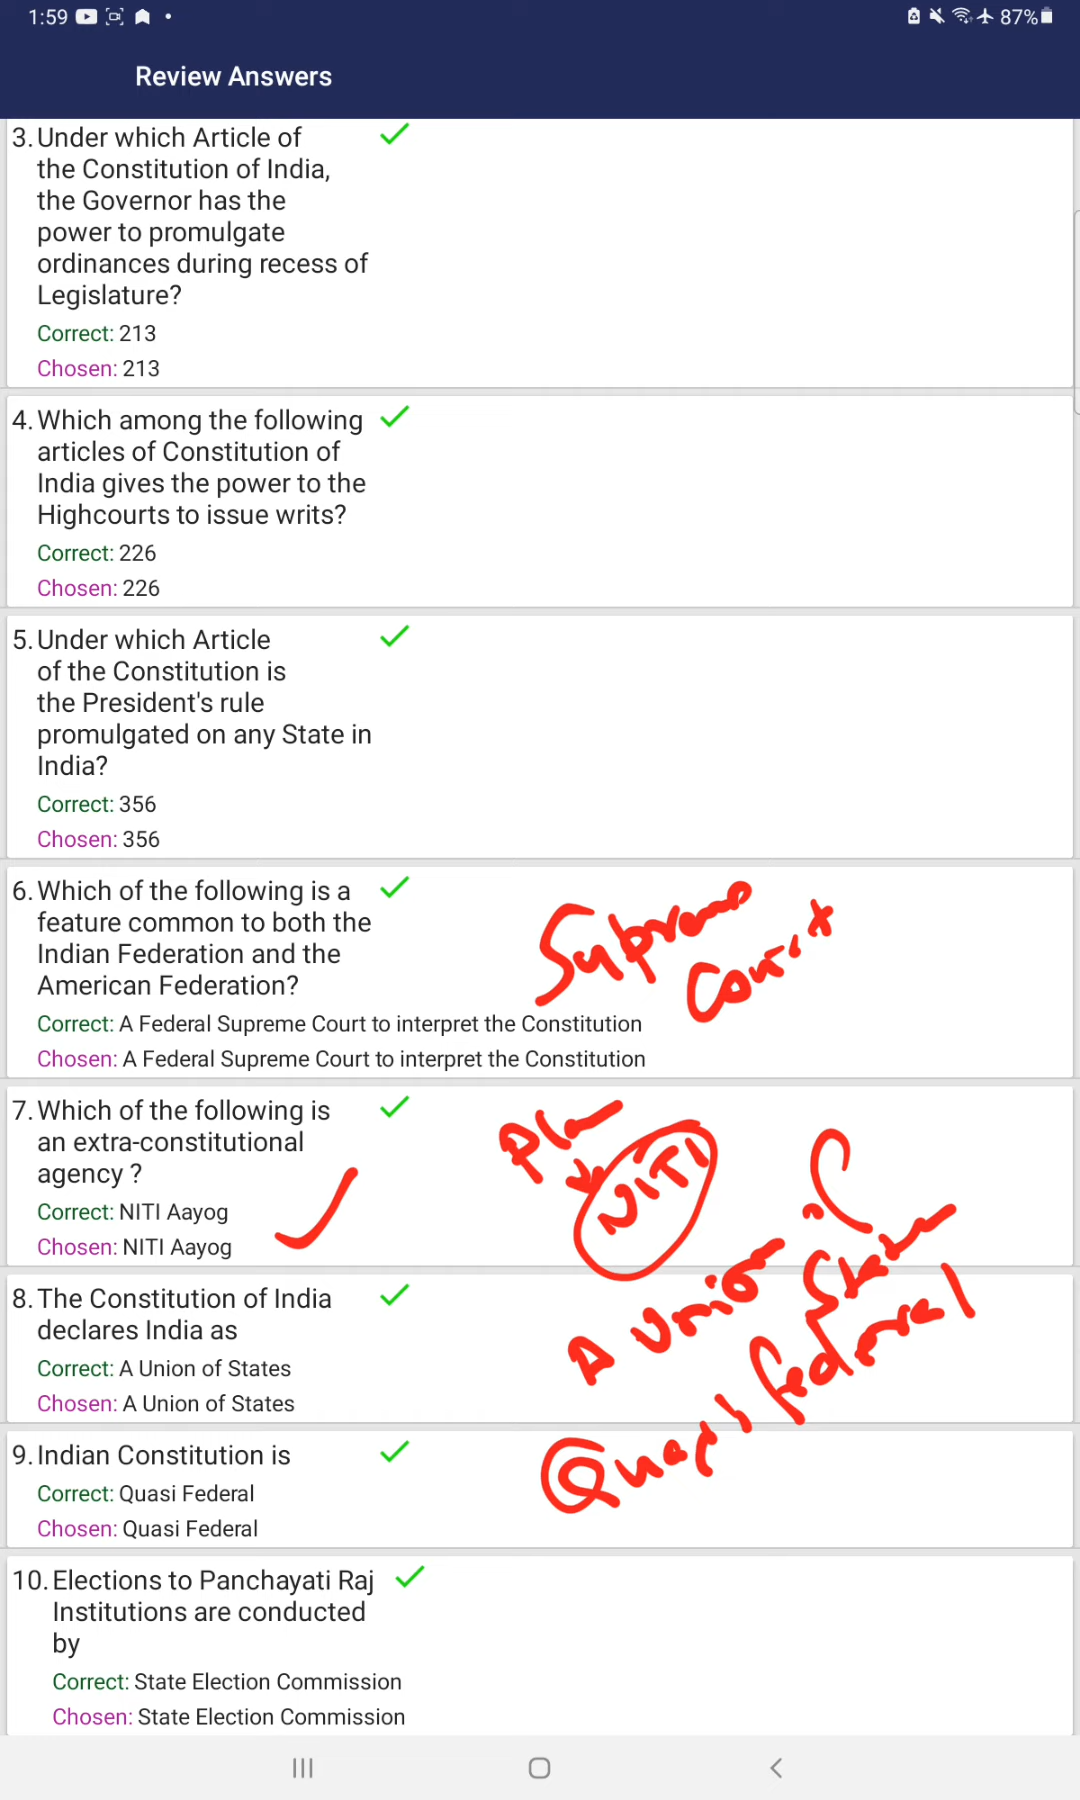 1:59
87%
Review Answers
3. Under which Article of
the Constitution of India,
the Governor has the
power to promulgate
ordinances during recess of
Legislature?
Correct: 213
Chosen: 213
4. Which among the following
articles of Constitution of
India gives the power to the
Highcourts to issue writs?
Correct: 226
Chosen: 226
5. Under which Article
of the Constitution is
the President's rule
promulgated on any State in
India?
Correct: 356
Chosen: 356
6. Which of the following is a
feature common to both the
Indian Federation and the
American Federation?
Correct: A Federal Supreme Court to interpret the Constitution
Chosen: A Federal Supreme Court to interpret the Constitution
Supreme
Court
7. Which of the following is
an extra-constitutional
agency ?
Correct: NITI Aayog
Chosen: NITI Aayog
NITI
8. The Constitution of India
declares India as
Correct: A Union of States
Chosen: A Union of States
A Union
9. Indian Constitution is
Correct: Quasi Federal
Chosen: Quasi Federal
Quasi federal
10. Elections to Panchayati Raj
Institutions are conducted
by
Correct: State Election Commission
Chosen: State Election Commission